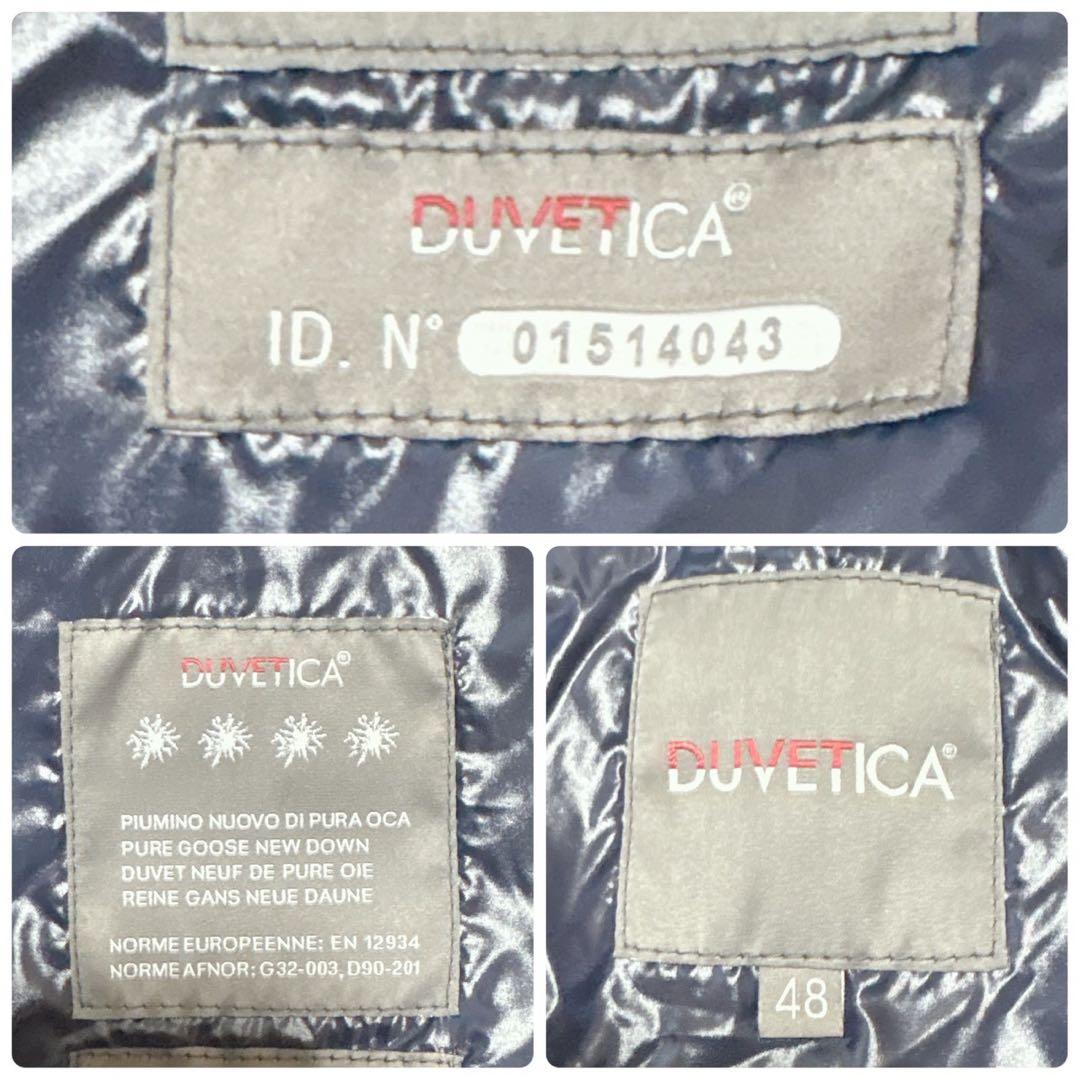 DUVETICA®
ID. N° 01514043
DUVETICA®
PIUMINO NUOVO DI PURA OCA
PURE GOOSE NEW DOWN
DUVET NEUF DE PURE OIE
REINE GANS NEUE DAUNE
NORME EUROPEENNE: EN 12934
NORME AFNOR: G32-003, D90-201
DUVETICA®
48